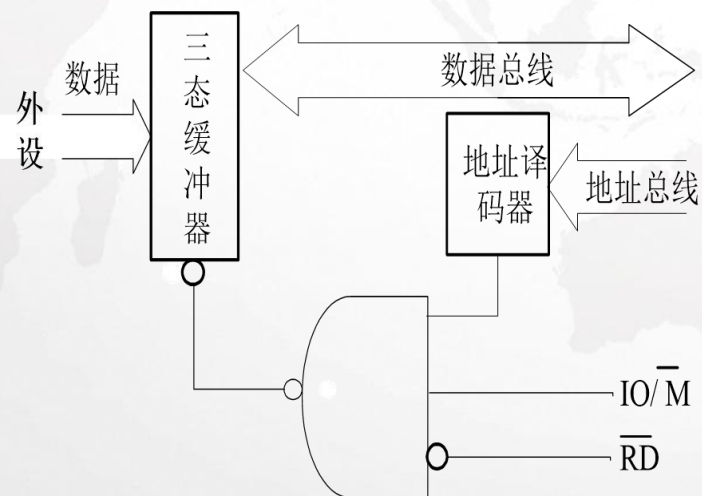 外设
数据
三态缓冲器
数据总线
地址译
码器
地址总线
IO/M̅
R̅D̅